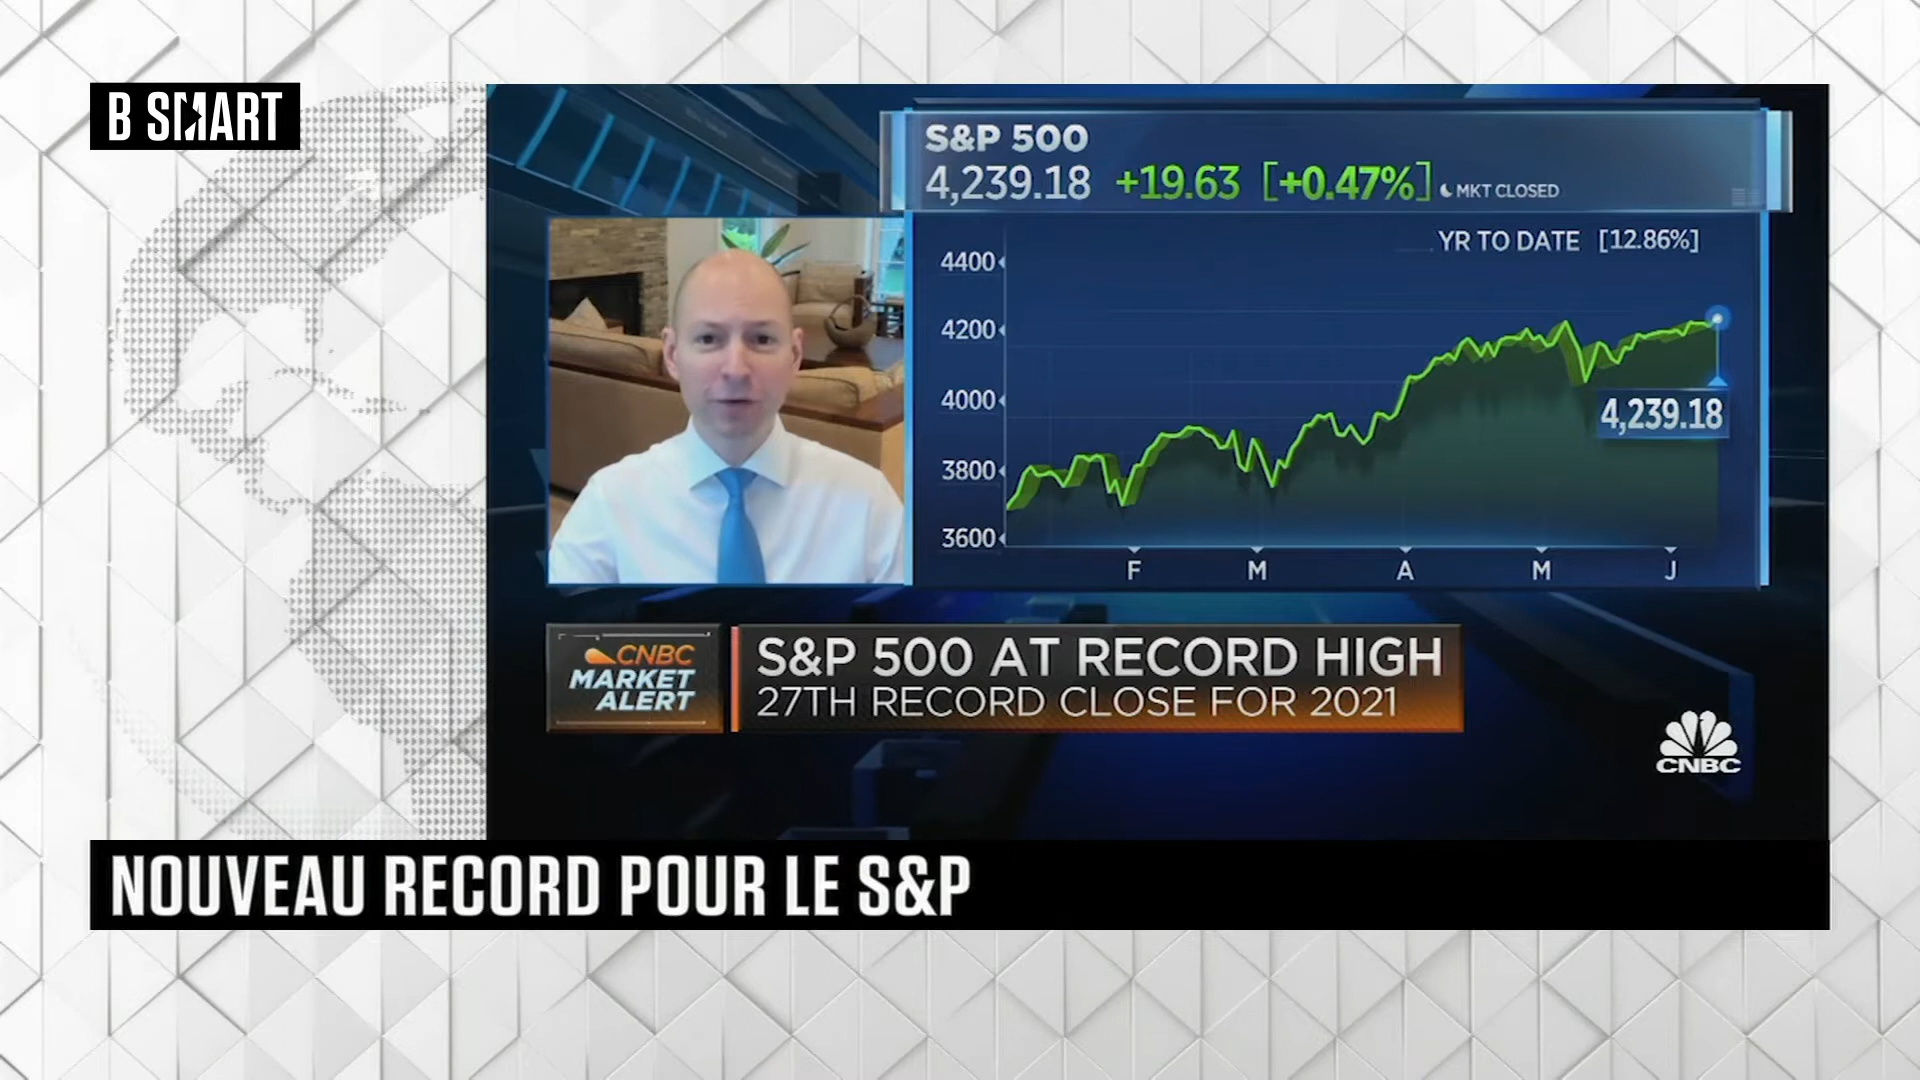 B SMART
S&P 500
4,239.18 +19.63 [+0.47%] MKT CLOSED
YR TO DATE [12.86%]
4400
4200
4000
3800
3600
4,239.18
F M A M J
CNBC
MARKET
ALERT
S&P 500 AT RECORD HIGH
27TH RECORD CLOSE FOR 2021
CNBC
NOUVEAU RECORD POUR LE S&P